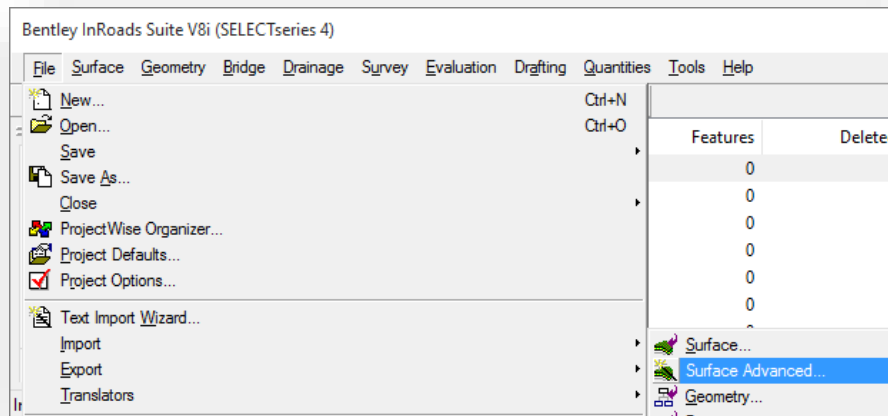 Bentley InRoads Suite V8i (SELECTseries 4)
File Surface Geometry Bridge Drainage Survey Evaluation Drafting Quantities Tools Help
New... Ctrl+N
Open... Ctrl+O
Save
Save As...
Close
ProjectWise Organizer...
Project Defaults...
Project Options...
Text Import Wizard...
Import
Export
Translators
Features Delete
0
0
0
0
0
0
Surface...
Surface Advanced...
Geometry...